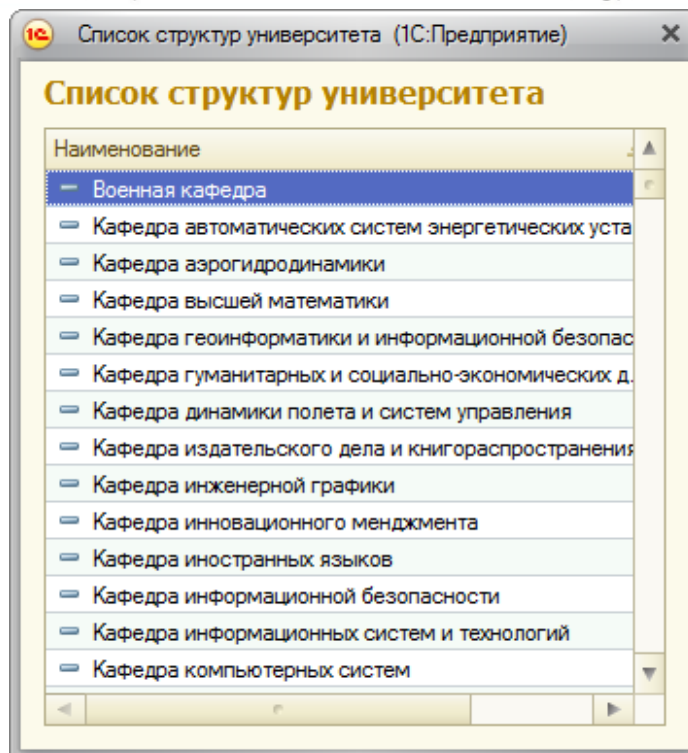 1С Список структур университета (1С:Предприятие)
Список структур университета
Наименование
Военная кафедра
Кафедра автоматических систем энергетических уста
Кафедра аэрогидродинамики
Кафедра высшей математики
Кафедра геоинформатики и информационной безопас
Кафедра гуманитарных и социально-экономических д.
Кафедра динамики полета и систем управления
Кафедра издательского дела и книгораспространения
Кафедра инженерной графики
Кафедра инновационного менджмента
Кафедра иностранных языков
Кафедра информационной безопасности
Кафедра информационных систем и технологий
Кафедра компьютерных систем